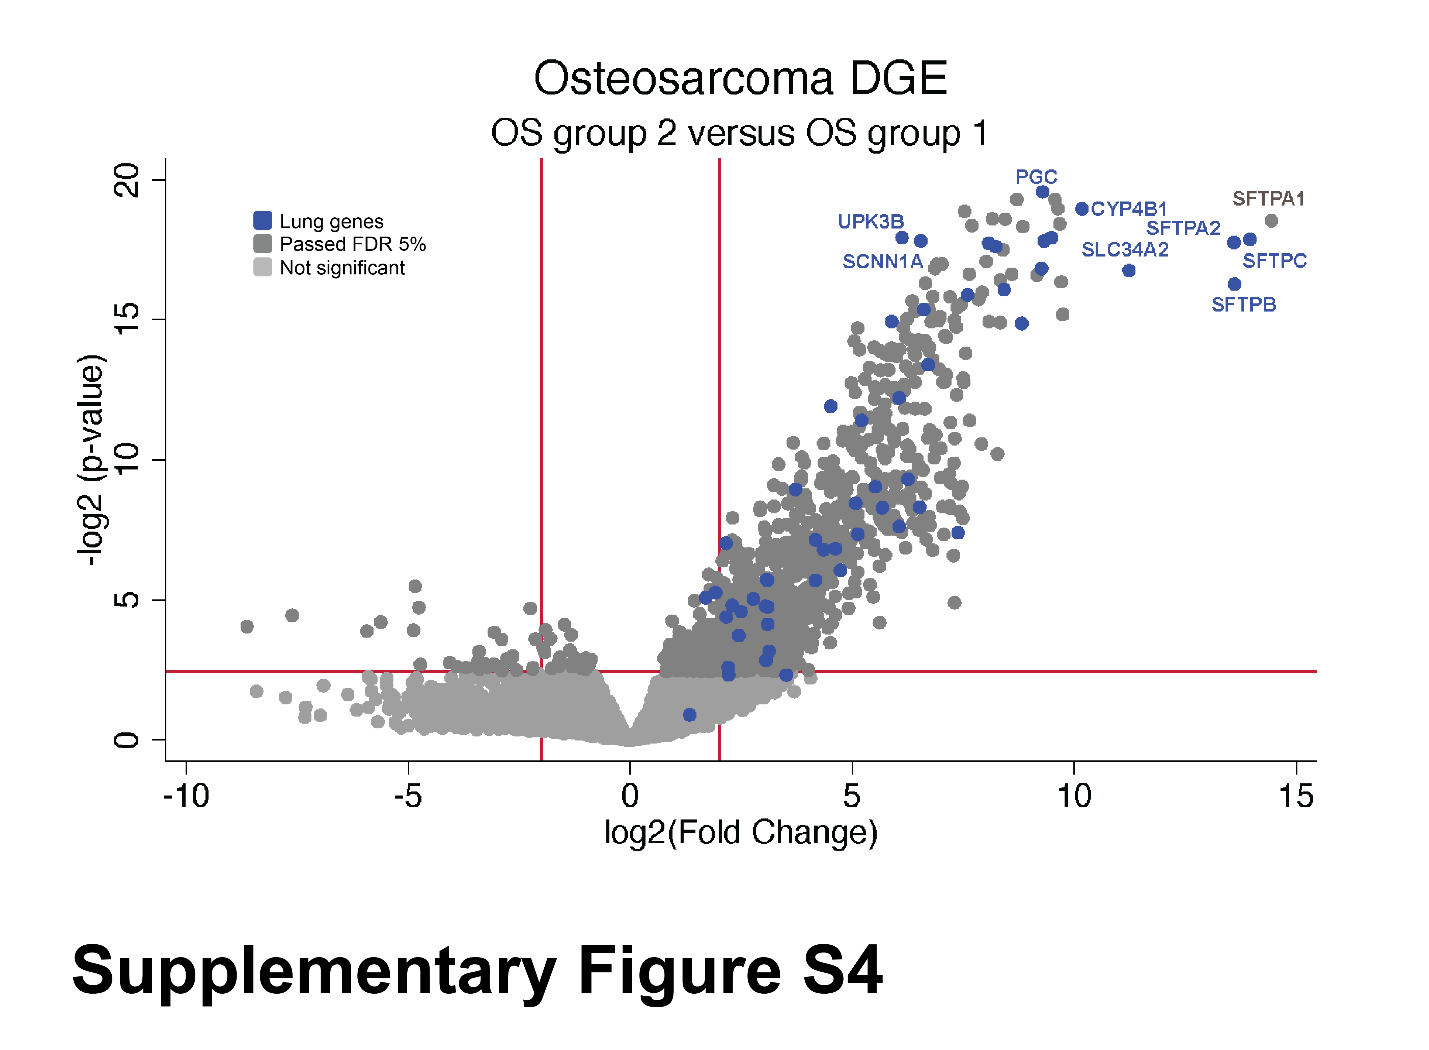 Osteosarcoma DGE
OS group 2 versus OS group 1
20
15
10
5
0
-log2 (p-value)
Lung genes
Passed FDR 5%
Not significant
PGC
UPK3B
SCNN1A
CYP4B1
SFTPA1
SFTPA2
SLC34A2
SFTPC
SFTPB
-10 -5 0 5 10 15
log2(Fold Change)
Supplementary Figure S4